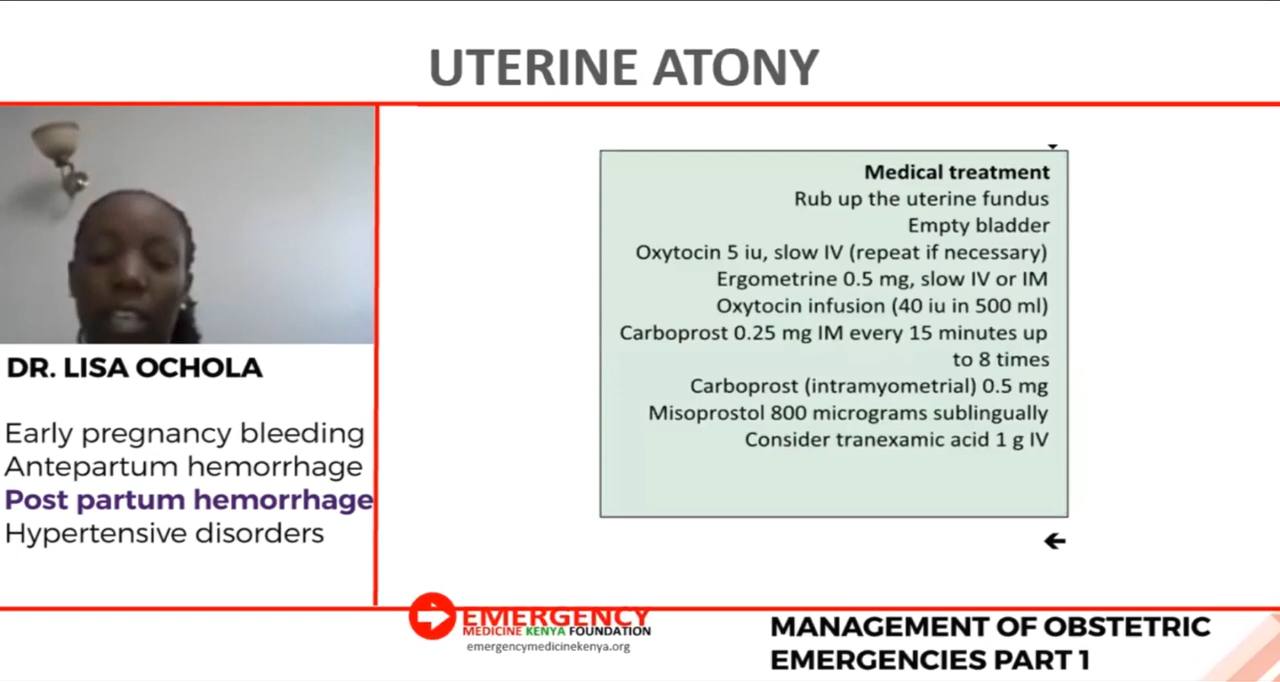 UTERINE ATONY
Medical treatment
Rub up the uterine fundus
Empty bladder
Oxytocin 5 iu, slow IV (repeat if necessary)
Ergometrine 0.5 mg, slow IV or IM
Oxytocin infusion (40 iu in 500 ml)
Carboprost 0.25 mg IM every 15 minutes up
to 8 times
Carboprost (intramyometrial) 0.5 mg
Misoprostol 800 micrograms sublingually
Consider tranexamic acid 1 g IV
DR. LISA OCHOLA
Early pregnancy bleeding
Antepartum hemorrhage
Post partum hemorrhage
Hypertensive disorders
EMERGENCY
MEDICINE KENYA FOUNDATION
emergencymedicinekenya.org
MANAGEMENT OF OBSTETRIC
EMERGENCIES PART 1